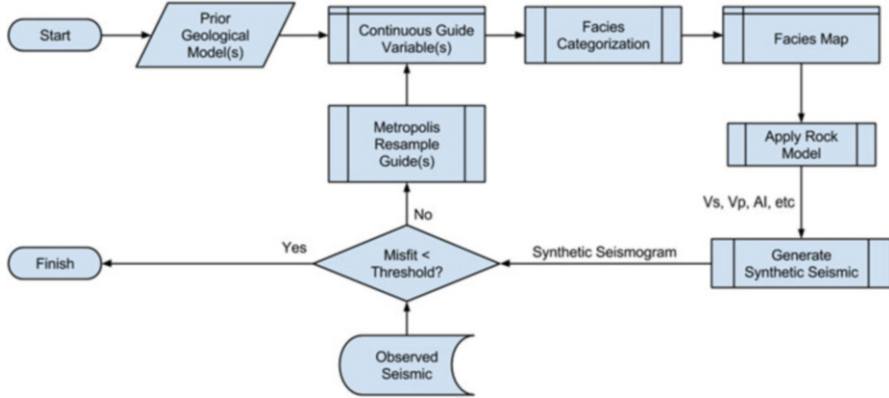 Start
Prior
Geological
Model(s)
Continuous Guide
Variable(s)
Facies
Categorization
Facies Map
Metropolis
Resample
Guide(s)
Apply Rock
Model
Vs, Vp, AI, etc
No
Yes
Finish
Misfit <
Threshold?
Synthetic Seismogram
Generate
Synthetic Seismic
Observed
Seismic